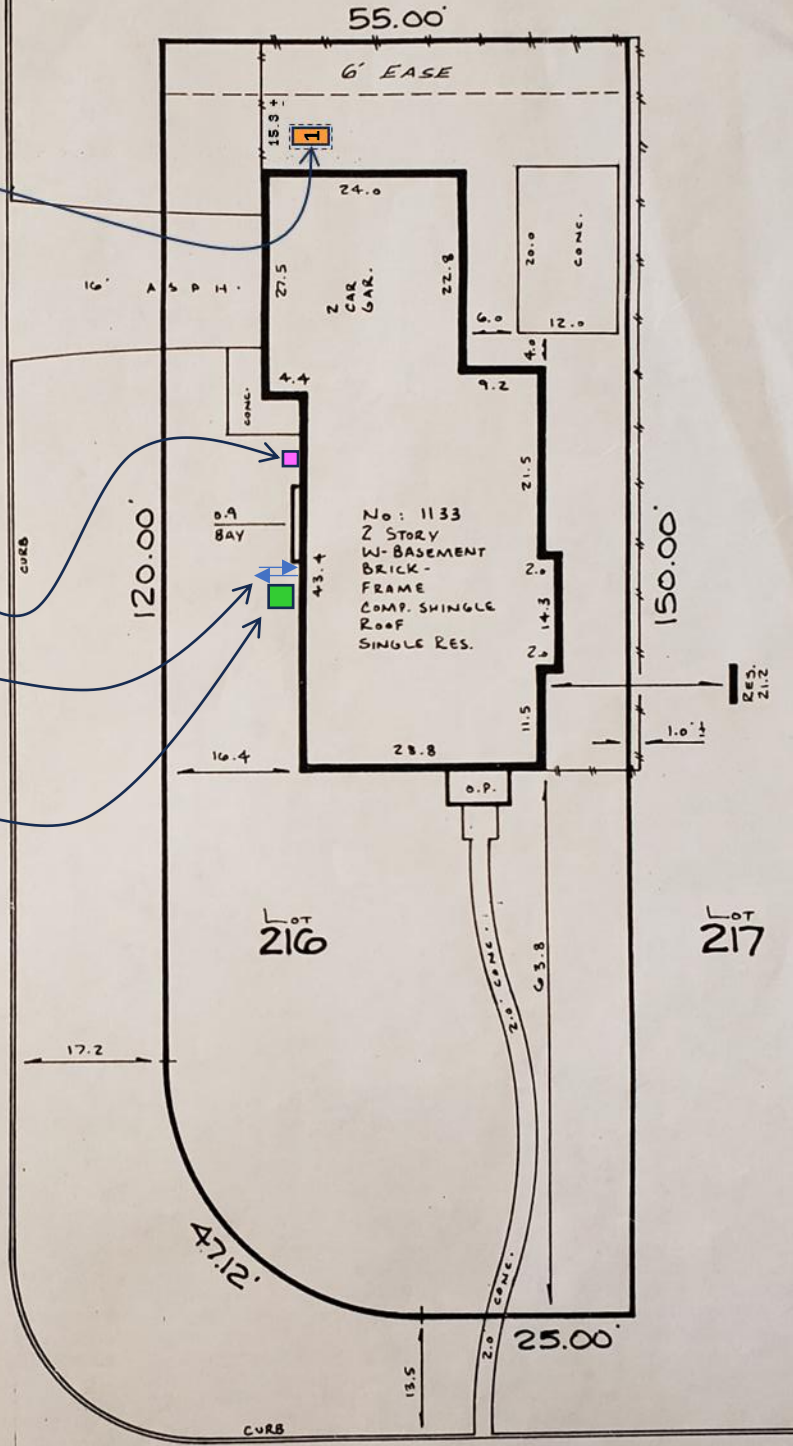 55.00'
6' EASE
15.3 ±
1
24.0
27.5
2
CAR
GAR.
22.8
20.0
CONC.
16' ASPH.
6.0
12.0
4.0
4.4
9.2
CONC.
21.5
CURB
120.00'
0.9
BAY
43.4
No: 1133
2 STORY
W-BASEMENT
BRICK-
FRAME
COMP. SHINGLE
ROOF
SINGLE RES.
150.00'
2.0
14.3
2.0
RES.
21.2
11.5
1.0'±
16.4
28.8
O.P.
LOT
216
LOT
217
2.0' CONC.
63.8
17.2
47.12'
2.0 CONC.
25.00'
13.5
CURB